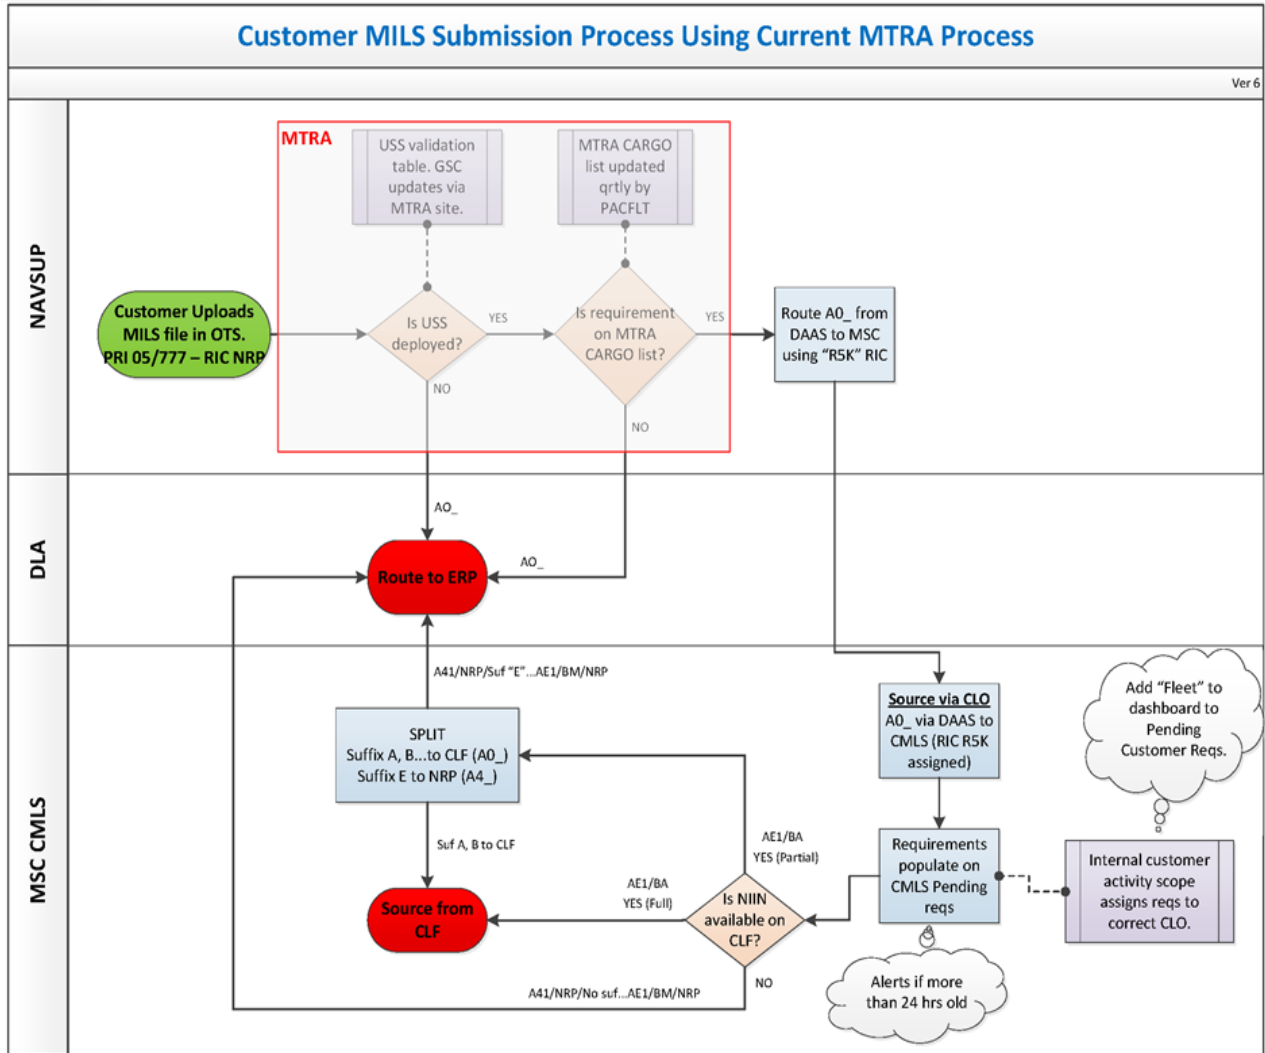 Customer MILS Submission Process Using Current MTRA Process
Ver 6
NAVSUP
MTRA
USS validation
table. GSC
updates via
MTRA site.
MTRA CARGO
list updated
qrtly by
PACFLT
Customer Uploads
MILS file in OTS.
PRI 05/777 – RIC NRP
Is USS
deployed?
YES
NO
Is requirement
on MTRA
CARGO list?
YES
NO
Route A0_ from
DAAS to MSC
using “R5K” RIC
DLA
AO_
AO_
Route to ERP
MSC CMLS
A41/NRP/Suf “E”...AE1/BM/NRP
SPLIT
Suffix A, B...to CLF (A0_)
Suffix E to NRP (A4_)
Suf A, B to CLF
Source from
CLF
AE1/BA
YES (Full)
AE1/BA
YES (Partial)
Is NIIN
available on
CLF?
NO
A41/NRP/No suf...AE1/BM/NRP
Source via CLO
A0_ via DAAS to
CMLS (RIC R5K
assigned)
Requirements
populate on
CMLS Pending
reqs
Alerts if more
than 24 hrs old
Add “Fleet” to
dashboard to
Pending
Customer Reqs.
Internal customer
activity scope
assigns reqs to
correct CLO.